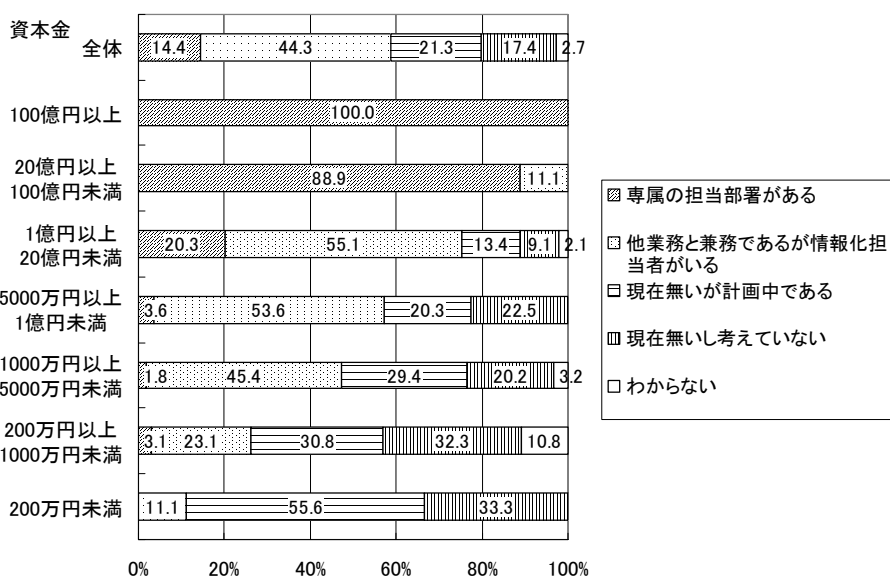 資本金
全体
14.4 44.3 21.3 17.4 2.7
100億円以上
100.0
20億円以上
100億円未満
88.9 11.1
1億円以上
20億円未満
20.3 55.1 13.4 9.1 2.1
5000万円以上
1億円未満
3.6 53.6 20.3 22.5
1000万円以上
5000万円未満
1.8 45.4 29.4 20.2 3.2
200万円以上
1000万円未満
3.1 23.1 30.8 32.3 10.8
200万円未満
11.1 55.6 33.3
0% 20% 40% 60% 80% 100%
専属の担当部署がある
他業務と兼務であるが情報化担
当者がいる
現在無いが計画中である
現在無いし考えていない
わからない